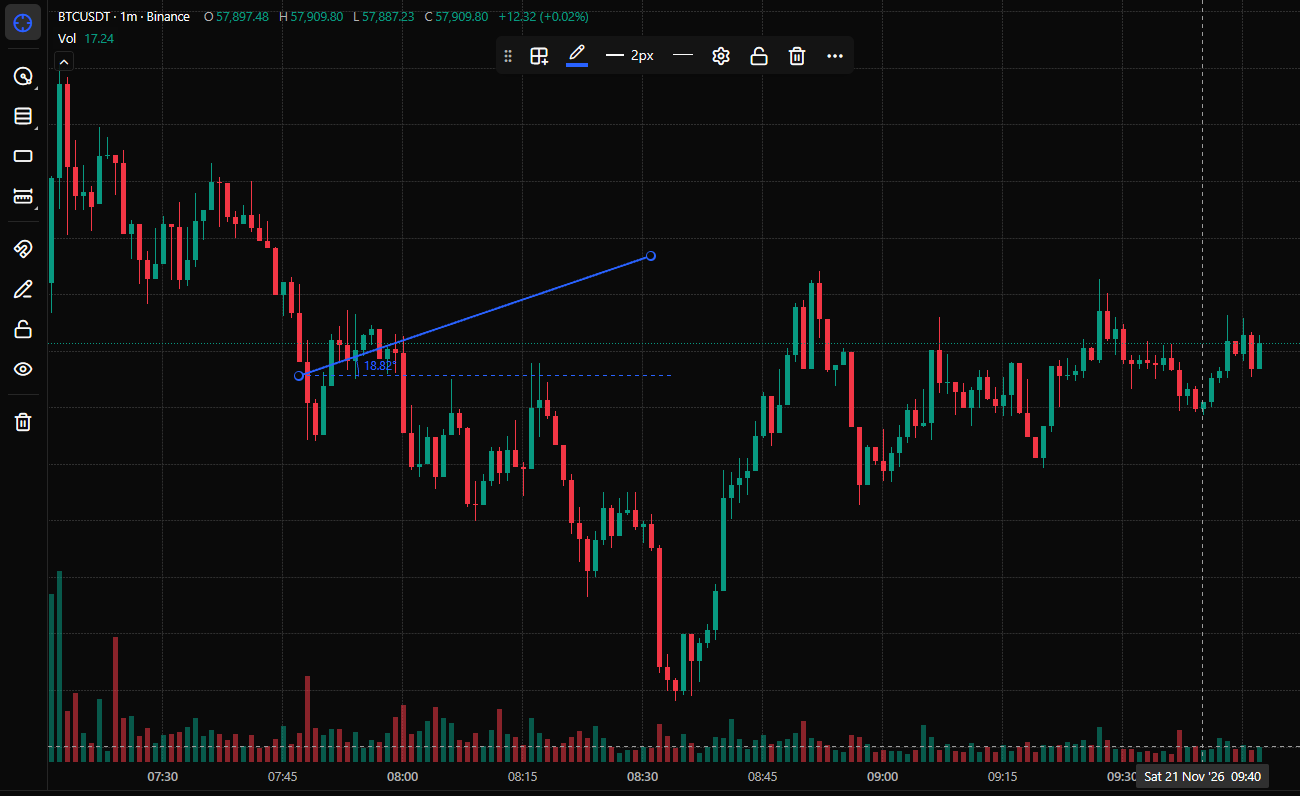 BTCUSDT · 1m · Binance O 57,897.48 H 57,909.80 L 57,887.23 C 57,909.80 +12.32 (+0.02%)
Vol 17.24
2px
18.82°
07:30 07:45 08:00 08:15 08:30 08:45 09:00 09:15 09:30 Sat 21 Nov '26 09:40